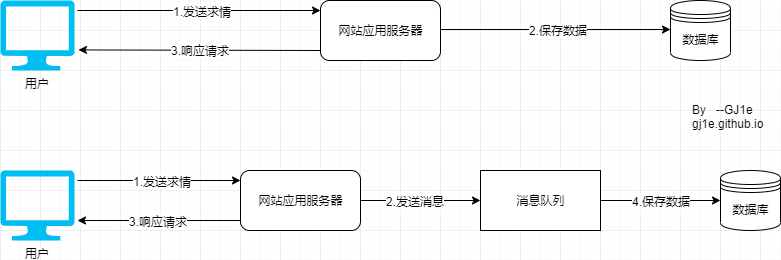 1.发送求情
网站应用服务器
2.保存数据
数据库
3.响应请求
用户
By --GJ1e
gj1e.github.io
1.发送求情
网站应用服务器
2.发送消息
消息队列
4.保存数据
数据库
3.响应请求
用户